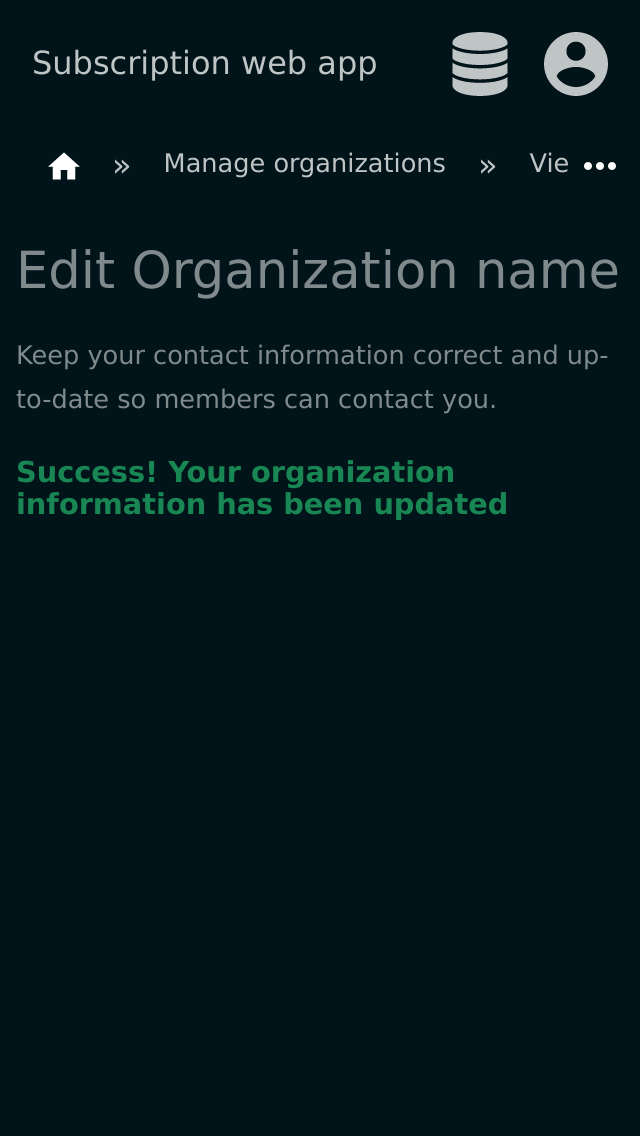 Subscription web app
» Manage organizations » Vie
Edit Organization name
Keep your contact information correct and up-
to-date so members can contact you.
Success! Your organization
information has been updated